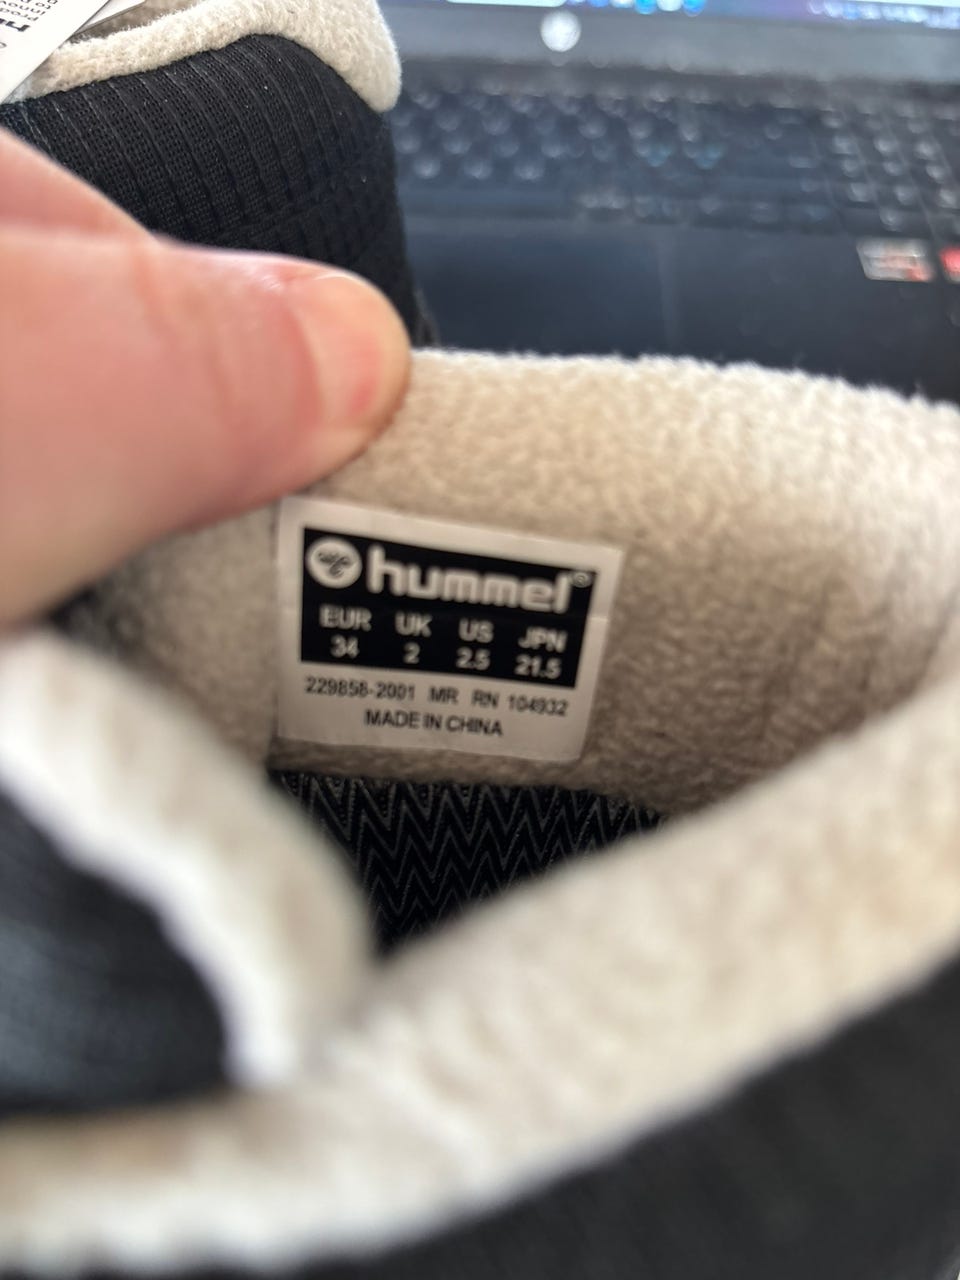 hummel®
EUR UK US JPN
34 2 2.5 21.5
229858-2001 MR RN 104932
MADE IN CHINA